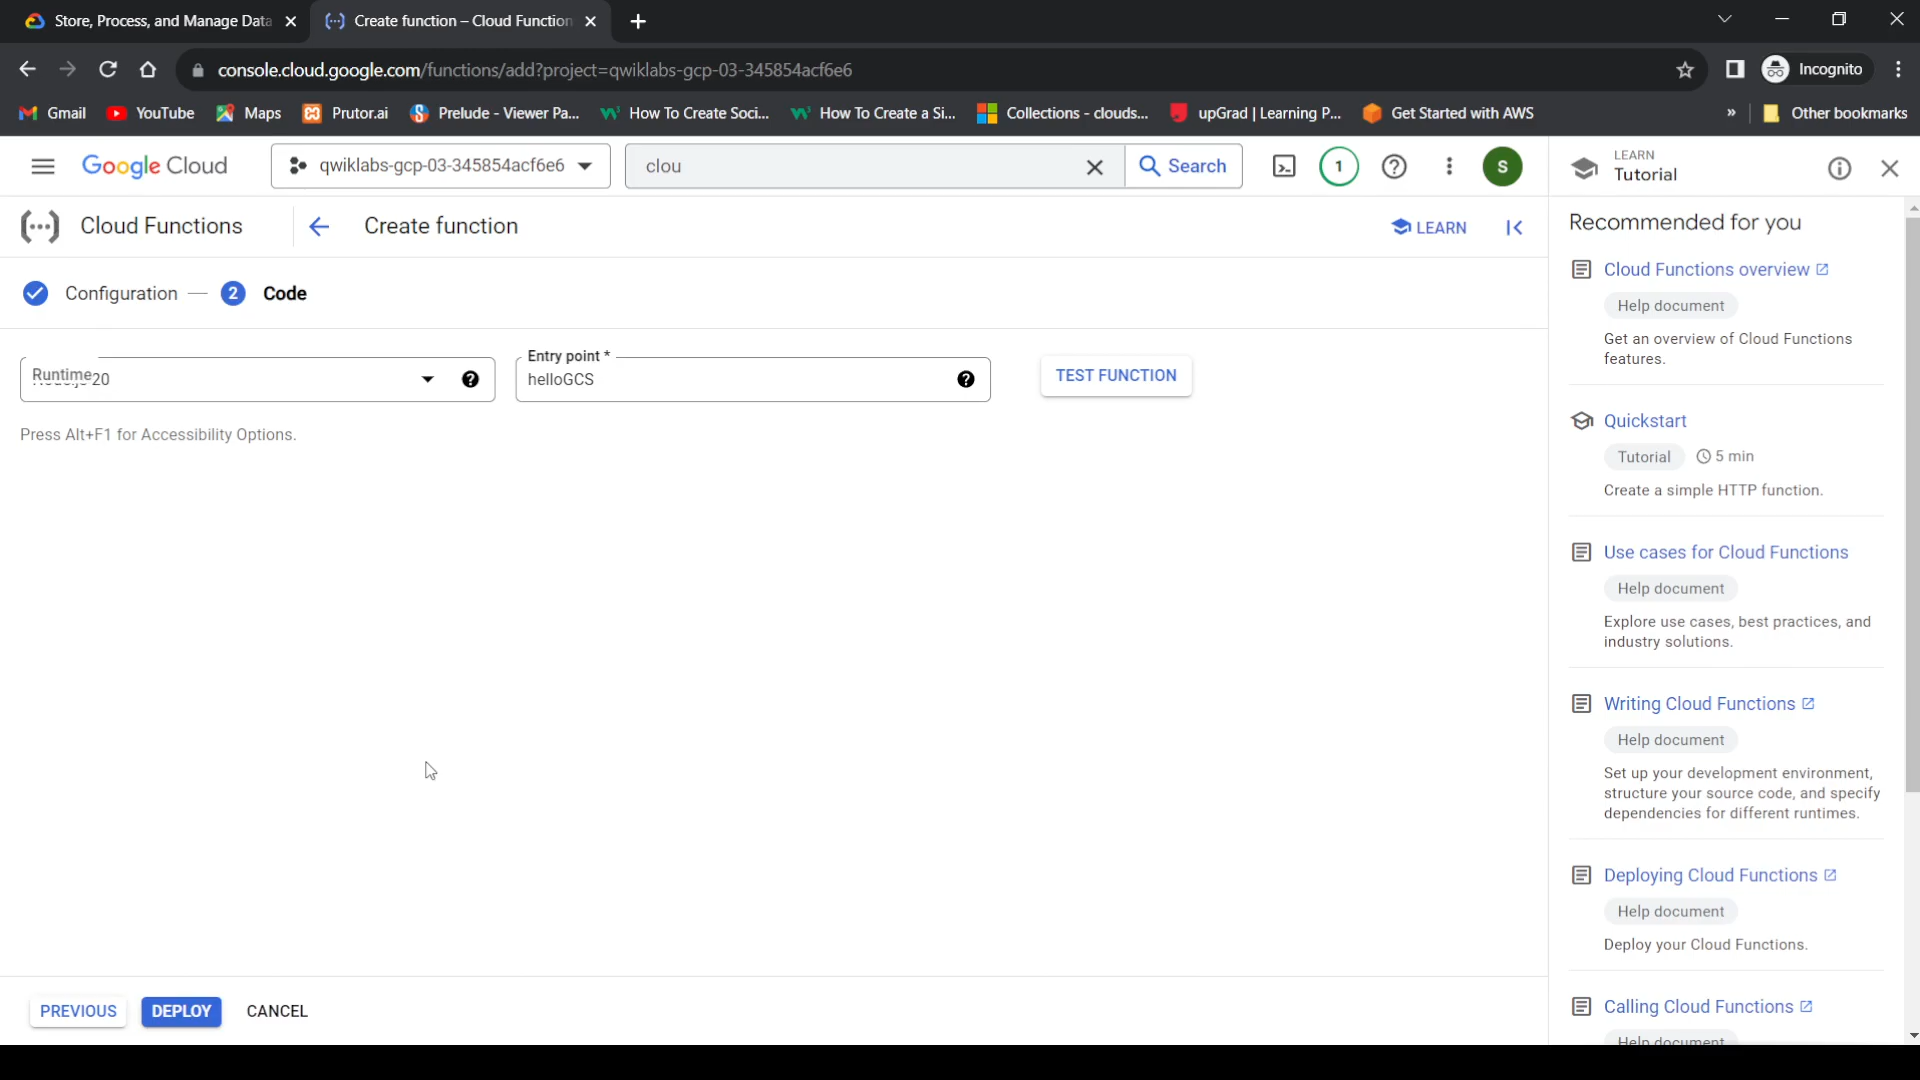 Store, Process, and Manage Data
Create function – Cloud Function
console.cloud.google.com/functions/add?project=qwiklabs-gcp-03-345854acf6e6
Incognito
Gmail
YouTube
Maps
Prutor.ai
Prelude - Viewer Pa...
How To Create Soci...
How To Create a Si...
Collections - clouds...
upGrad | Learning P...
Get Started with AWS
»
Other bookmarks
Google Cloud
qwiklabs-gcp-03-345854acf6e6
clou
Search
1
S
LEARN
Tutorial
Cloud Functions
Create function
LEARN
Configuration
2
Code
Runtime
20
Entry point *
helloGCS
TEST FUNCTION
Press Alt+F1 for Accessibility Options.
PREVIOUS
DEPLOY
CANCEL
Recommended for you
Cloud Functions overview
Help document
Get an overview of Cloud Functions
features.
Quickstart
Tutorial
5 min
Create a simple HTTP function.
Use cases for Cloud Functions
Help document
Explore use cases, best practices, and
industry solutions.
Writing Cloud Functions
Help document
Set up your development environment,
structure your source code, and specify
dependencies for different runtimes.
Deploying Cloud Functions
Help document
Deploy your Cloud Functions.
Calling Cloud Functions
Help document